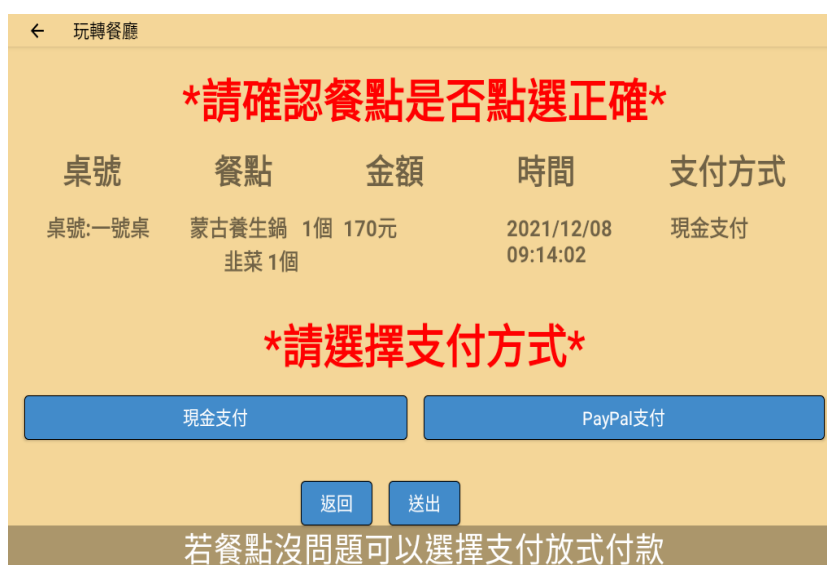 ← 玩轉餐廳
*請確認餐點是否點選正確*
桌號 餐點 金額 時間 支付方式
桌號:一號桌 蒙古養生鍋 1個 170元 2021/12/08 現金支付
韭菜 1個 09:14:02
*請選擇支付方式*
現金支付 PayPal支付
返回 送出
若餐點沒問題可以選擇支付放式付款